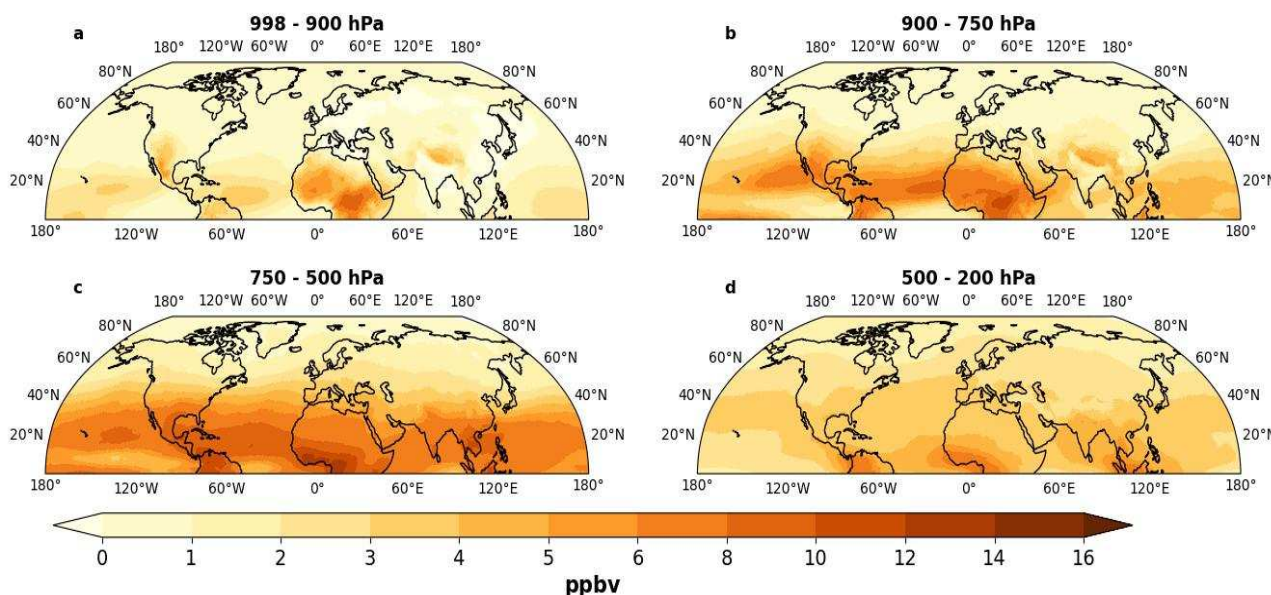 998 - 900 hPa
a
180° 120°W 60°W 0° 60°E 120°E 180°
80°N 80°N
60°N 60°N
40°N 40°N
20°N 20°N
180° 120°W 60°W 0° 60°E 120°E 180°
900 - 750 hPa
b
180° 120°W 60°W 0° 60°E 120°E 180°
80°N 80°N
60°N 60°N
40°N 40°N
20°N 20°N
180° 120°W 60°W 0° 60°E 120°E 180°
750 - 500 hPa
c
180° 120°W 60°W 0° 60°E 120°E 180°
80°N 80°N
60°N 60°N
40°N 40°N
20°N 20°N
180° 120°W 60°W 0° 60°E 120°E 180°
500 - 200 hPa
d
180° 120°W 60°W 0° 60°E 120°E 180°
80°N 80°N
60°N 60°N
40°N 40°N
20°N 20°N
180° 120°W 60°W 0° 60°E 120°E 180°
0 1 2 3 4 5 6 8 10 12 14 16
ppbv